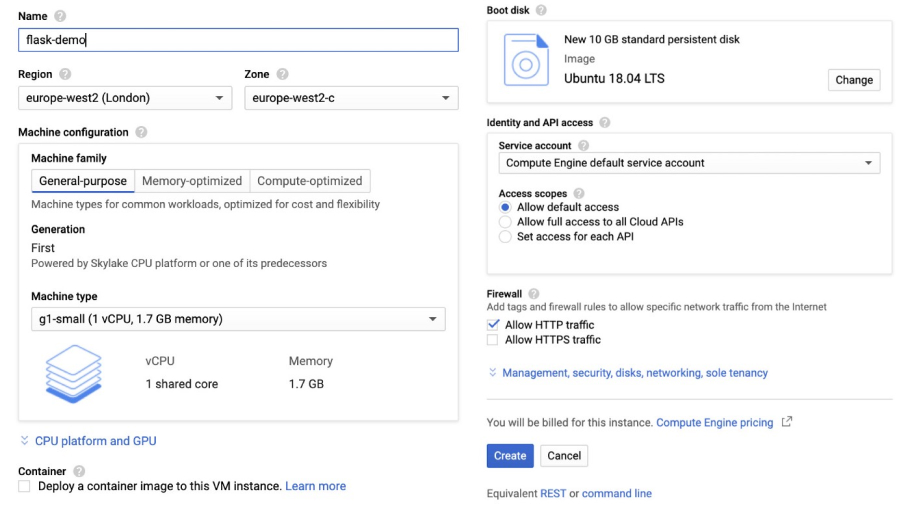 Name
flask-demo
Region
Zone
europe-west2 (London)
europe-west2-c
Machine configuration
Machine family
General-purpose
Memory-optimized
Compute-optimized
Machine types for common workloads, optimized for cost and flexibility
Generation
First
Powered by Skylake CPU platform or one of its predecessors
Machine type
g1-small (1 vCPU, 1.7 GB memory)
vCPU
Memory
1 shared core
1.7 GB
CPU platform and GPU
Container
Deploy a container image to this VM instance. Learn more
Boot disk
New 10 GB standard persistent disk
Image
Ubuntu 18.04 LTS
Change
Identity and API access
Service account
Compute Engine default service account
Access scopes
Allow default access
Allow full access to all Cloud APIs
Set access for each API
Firewall
Add tags and firewall rules to allow specific network traffic from the Internet
Allow HTTP traffic
Allow HTTPS traffic
Management, security, disks, networking, sole tenancy
You will be billed for this instance. Compute Engine pricing
Create
Cancel
Equivalent REST or command line